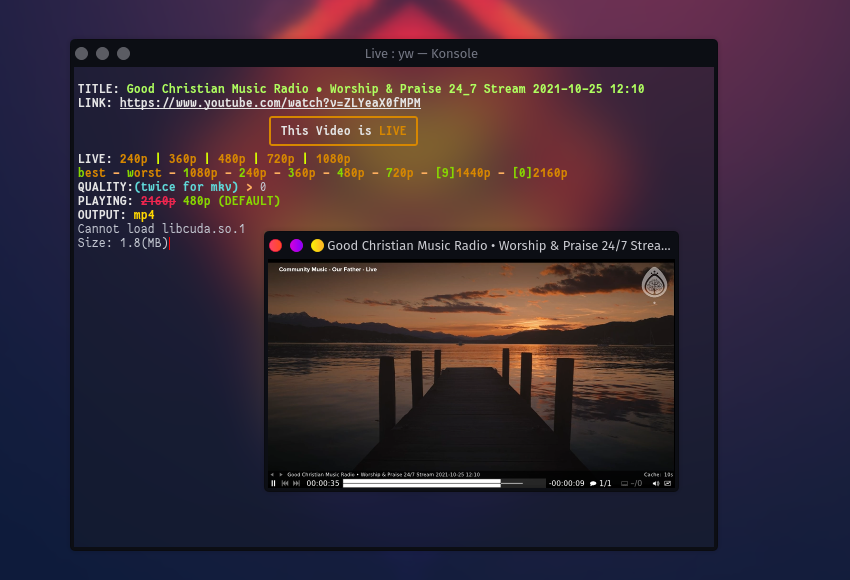 Live : yw — Konsole
TITLE: Good Christian Music Radio • Worship & Praise 24_7 Stream 2021-10-25 12:10
LINK: https://www.youtube.com/watch?v=ZLYeaX0fMPM
This Video is LIVE
LIVE: 240p | 360p | 480p | 720p | 1080p
best - worst - 1080p - 240p - 360p - 480p - 720p - [9]1440p - [0]2160p
QUALITY:(twice for mkv) > 0
PLAYING: 2160p 480p (DEFAULT)
OUTPUT: mp4
Cannot load libcuda.so.1
Size: 1.8(MB)
Good Christian Music Radio • Worship & Praise 24/7 Strea...
Community Music - Our Father - Live
Good Christian Music Radio • Worship & Praise 24/7 Stream 2021-10-25 12:10 Cache: 10s
00:00:35 -00:00:09 1/1 -/0